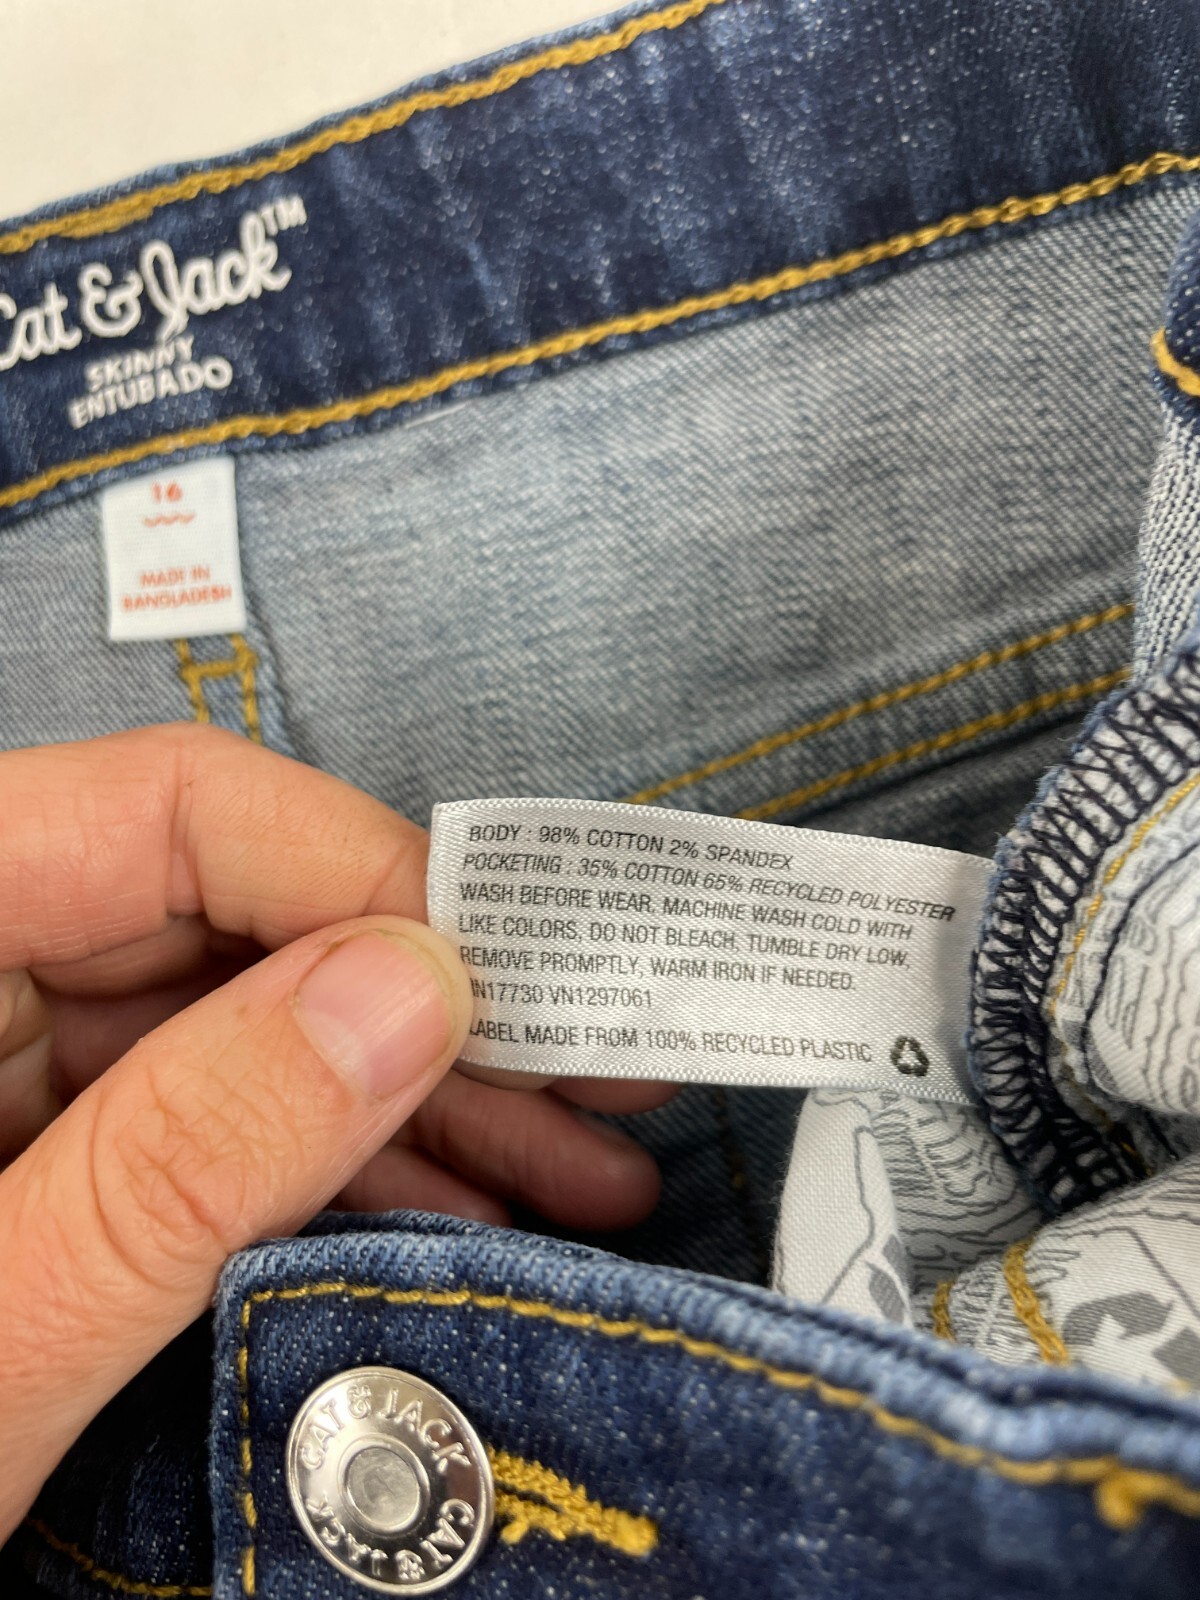 Cat & Jack™
SKINNY
ENTUBADO
16
MADE IN
BANGLADESH
BODY : 98% COTTON 2% SPANDEX
POCKETING : 35% COTTON 65% RECYCLED POLYESTER
WASH BEFORE WEAR. MACHINE WASH COLD WITH
LIKE COLORS, DO NOT BLEACH, TUMBLE DRY LOW,
REMOVE PROMPTLY, WARM IRON IF NEEDED.
IN17730 VN1297061
LABEL MADE FROM 100% RECYCLED PLASTIC
CAT & JACK
CAT & JACK